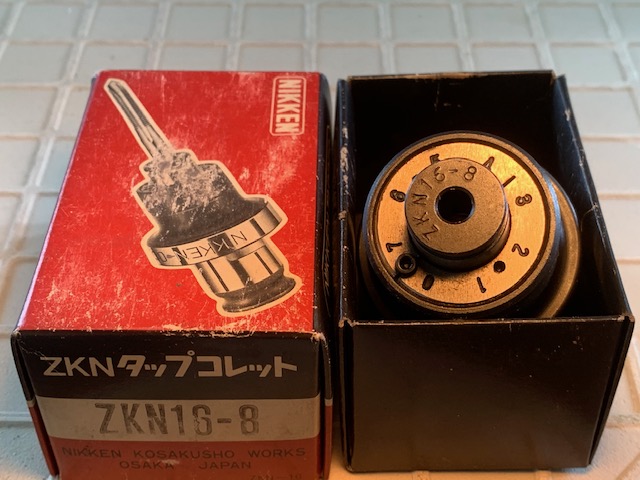 NIKKEN
NIKKEN
ZKNタップコレット
ZKN16-8
NIKKEN KOSAKUSHO WORKS
OSAKA JAPAN
ZKN16-8
0 1 2 3